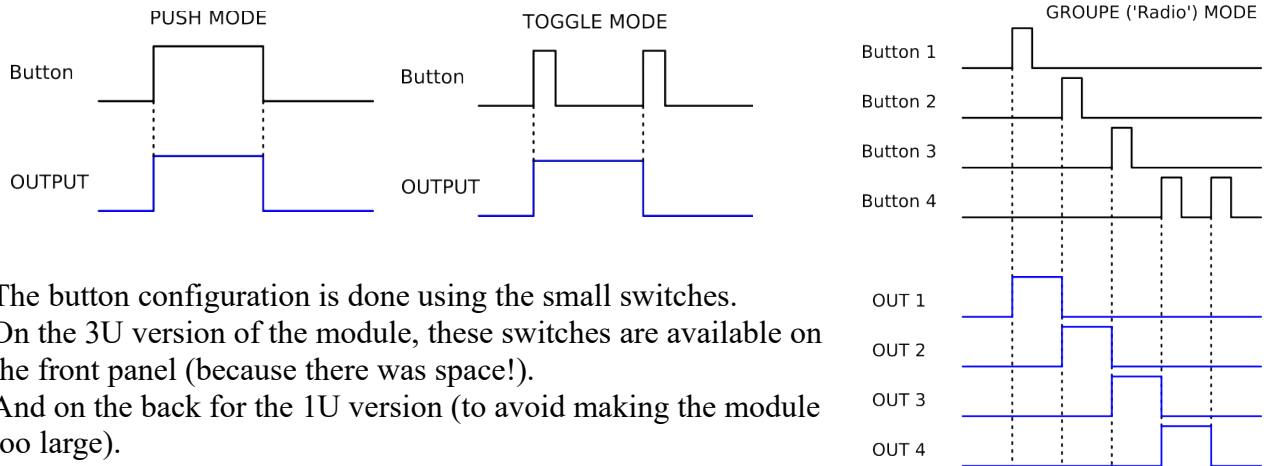 PUSH MODE
Button
OUTPUT
TOGGLE MODE
Button
OUTPUT
GROUPE ('Radio') MODE
Button 1
Button 2
Button 3
Button 4
OUT 1
OUT 2
OUT 3
OUT 4
The button configuration is done using the small switches.
On the 3U version of the module, these switches are available on
the front panel (because there was space!).
And on the back for the 1U version (to avoid making the module
too large).